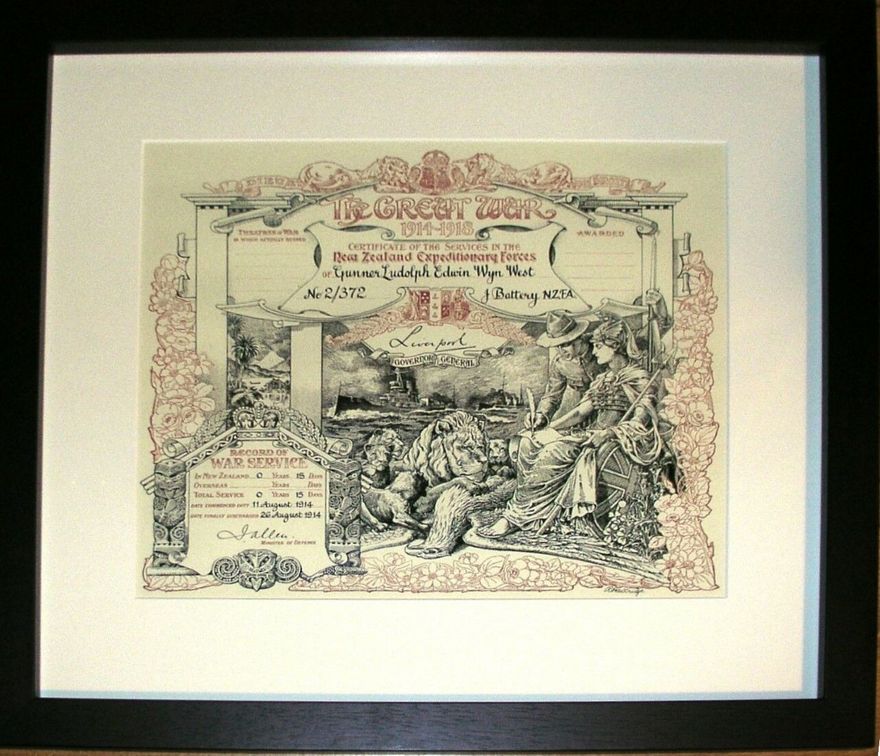 The Great War
1914-1918
Theatres of War
in which actually served
Awarded
Certificate of the Services in the
New Zealand Expeditionary Forces
of Gunner Ludolph Edwin Wyn West
No 2/372 J Battery N.Z.F.A.
Liverpool
Governor General
Record of
War Service
In New Zealand 0 Years 15 Days
Overseas Years Days
Total Service 0 Years 15 Days
Date commenced duty 11 August 1914
Date finally discharged 26 August 1914
J Allen.
Minister of Defence